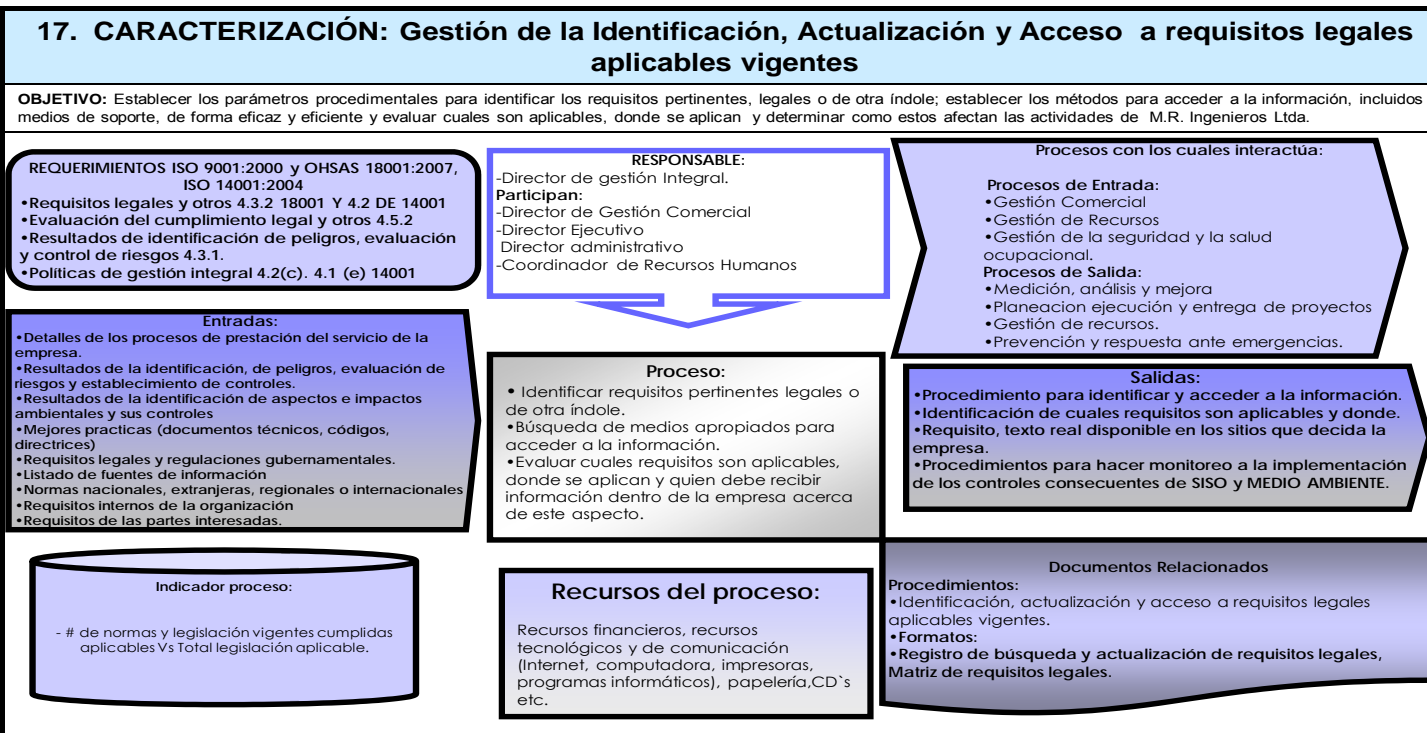 17. CARACTERIZACIÓN: Gestión de la Identificación, Actualización y Acceso a requisitos legales
aplicables vigentes
OBJETIVO: Establecer los parámetros procedimentales para identificar los requisitos pertinentes, legales o de otra índole; establecer los métodos para acceder a la información, incluidos
medios de soporte, de forma eficaz y eficiente y evaluar cuales son aplicables, donde se aplican y determinar como estos afectan las actividades de M.R. Ingenieros Ltda.
REQUERIMIENTOS ISO 9001:2000 y OHSAS 18001:2007,
ISO 14001:2004
•Requisitos legales y otros 4.3.2 18001 Y 4.2 DE 14001
•Evaluación del cumplimiento legal y otros 4.5.2
•Resultados de identificación de peligros, evaluación
y control de riesgos 4.3.1.
•Políticas de gestión integral 4.2(c). 4.1 (e) 14001
RESPONSABLE:
-Director de gestión Integral.
Participan:
-Director de Gestión Comercial
-Director Ejecutivo
Director administrativo
-Coordinador de Recursos Humanos
Procesos con los cuales interactúa:
Procesos de Entrada:
•Gestión Comercial
•Gestión de Recursos
•Gestión de la seguridad y la salud
ocupacional.
Procesos de Salida:
•Medición, análisis y mejora
•Planeacion ejecución y entrega de proyectos
•Gestión de recursos.
•Prevención y respuesta ante emergencias.
Entradas:
•Detalles de los procesos de prestación del servicio de la
empresa.
•Resultados de la identificación, de peligros, evaluación de
riesgos y establecimiento de controles.
•Resultados de la identificación de aspectos e impactos
ambientales y sus controles
•Mejores practicas (documentos técnicos, códigos,
directrices)
•Requisitos legales y regulaciones gubernamentales.
•Listado de fuentes de información
•Normas nacionales, extranjeras, regionales o internacionales
•Requisitos internos de la organización
•Requisitos de las partes interesadas.
Proceso:
• Identificar requisitos pertinentes legales o
de otra índole.
•Búsqueda de medios apropiados para
acceder a la información.
•Evaluar cuales requisitos son aplicables,
donde se aplican y quien debe recibir
información dentro de la empresa acerca
de este aspecto.
Salidas:
•Procedimiento para identificar y acceder a la información.
•Identificación de cuales requisitos son aplicables y donde.
•Requisito, texto real disponible en los sitios que decida la
empresa.
•Procedimientos para hacer monitoreo a la implementación
de los controles consecuentes de SISO y MEDIO AMBIENTE.
Indicador proceso:
- # de normas y legislación vigentes cumplidas
aplicables Vs Total legislación aplicable.
Recursos del proceso:
Recursos financieros, recursos
tecnológicos y de comunicación
(Internet, computadora, impresoras,
programas informáticos), papelería,CD`s
etc.
Documentos Relacionados
Procedimientos:
•Identificación, actualización y acceso a requisitos legales
aplicables vigentes.
•Formatos:
•Registro de búsqueda y actualización de requisitos legales,
Matriz de requisitos legales.